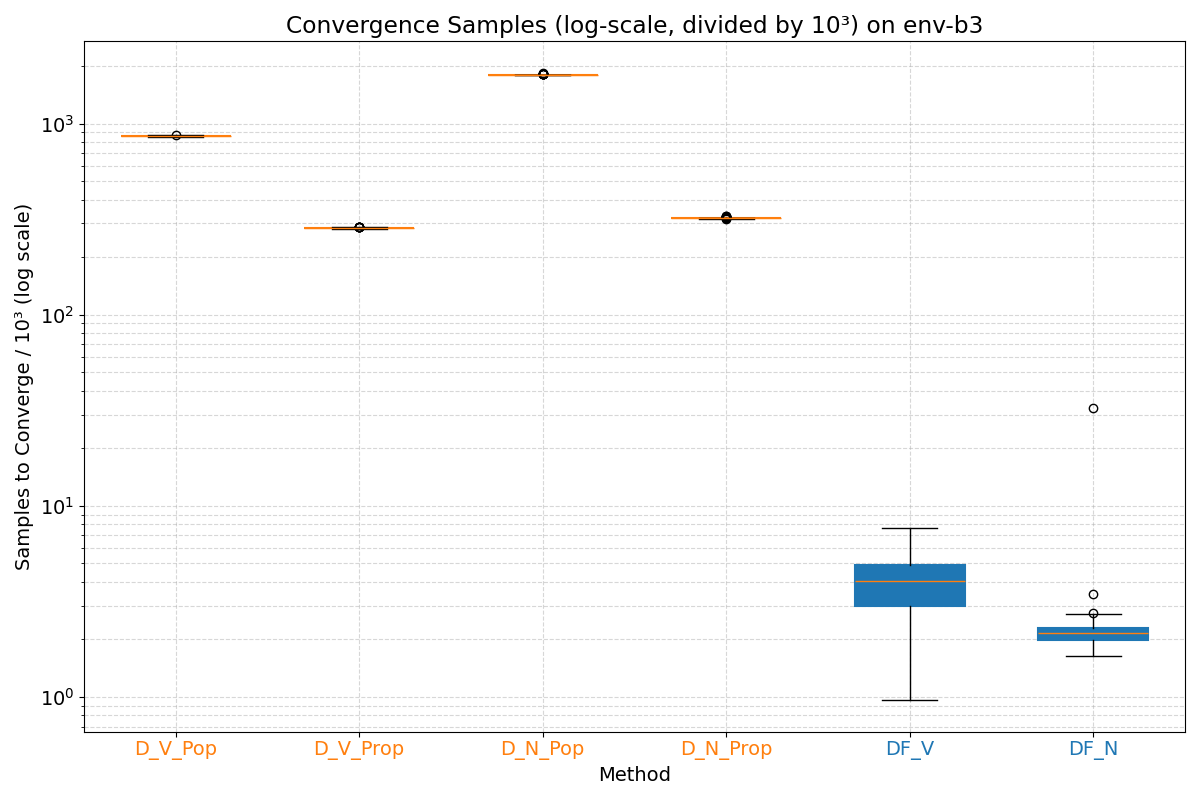 Convergence Samples (log-scale, divided by 10³) on env-b3
Samples to Converge / 10³ (log scale)
10³
10²
10¹
10⁰
D_V_Pop
D_V_Prop
D_N_Pop
D_N_Prop
DF_V
DF_N
Method